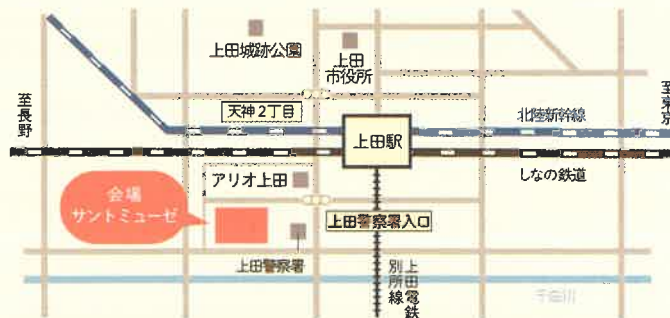 上田城跡公園
上田
市役所
至長野
天神2丁目
上田駅
北陸新幹線
至東京
しなの鉄道
アリオ上田
会場
サントミューゼ
上田警察署入口
上田警察署
上田電鉄
別所線
千曲川